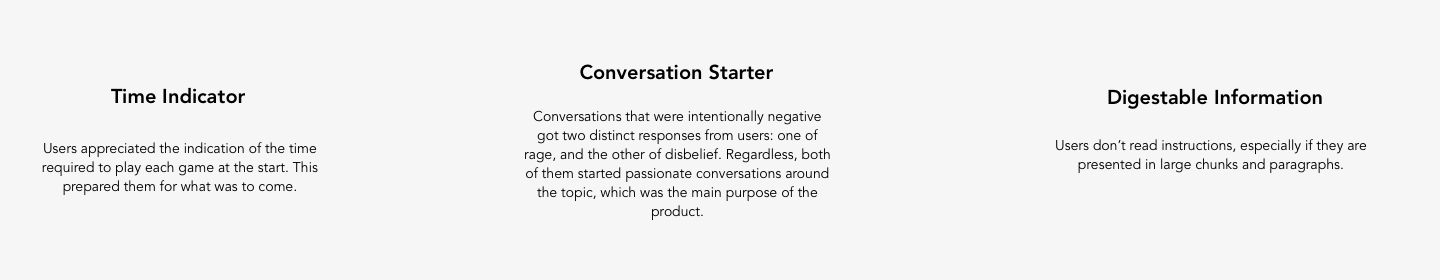 Time Indicator
Users appreciated the indication of the time
required to play each game at the start. This
prepared them for what was to come.
Conversation Starter
Conversations that were intentionally negative
got two distinct responses from users: one of
rage, and the other of disbelief. Regardless, both
of them started passionate conversations around
the topic, which was the main purpose of the
product.
Digestable Information
Users don’t read instructions, especially if they are
presented in large chunks and paragraphs.